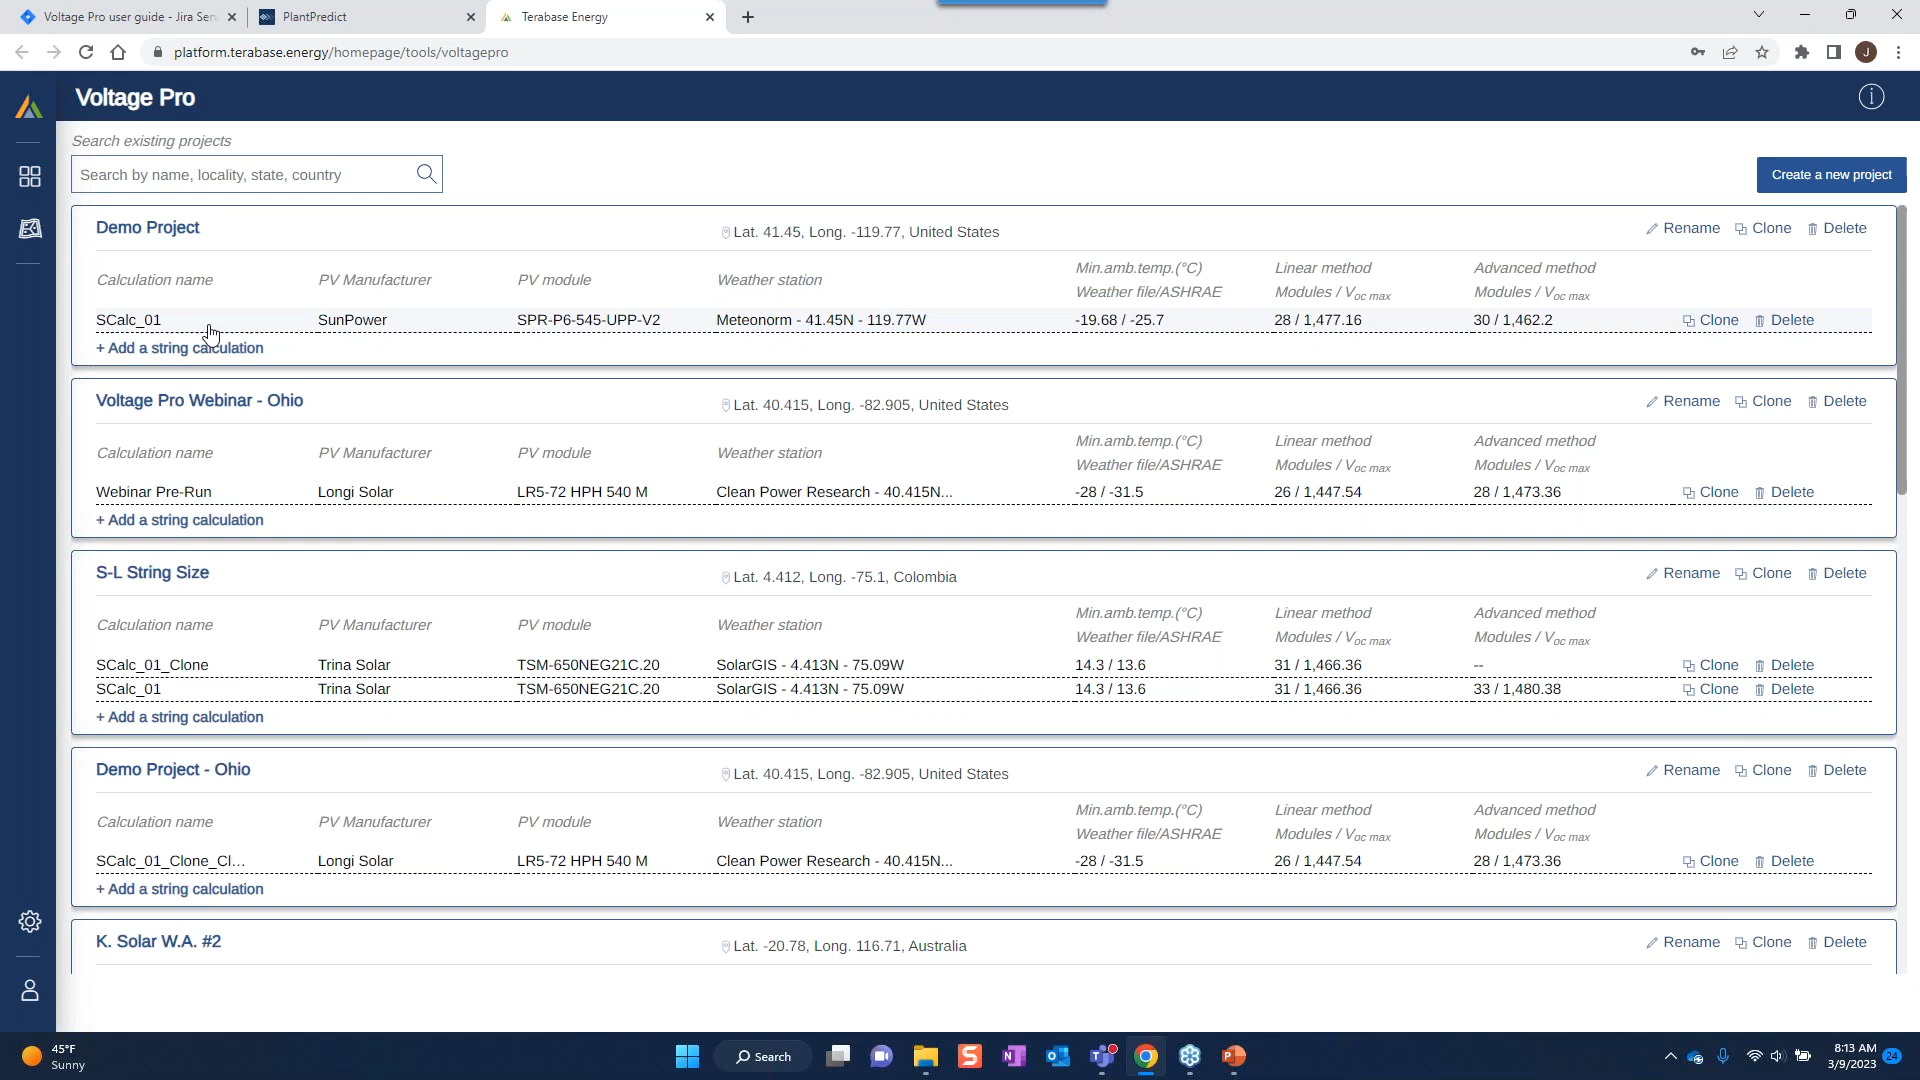 Voltage Pro user guide - Jira Ser
PlantPredict
Terabase Energy
platform.terabase.energy/homepage/tools/voltagepro
J
Voltage Pro
Search existing projects
Search by name, locality, state, country
Create a new project
Demo Project
Lat. 41.45, Long. -119.77, United States
Rename Clone Delete
Calculation name PV Manufacturer PV module Weather station Min.amb.temp.(°C) Linear method Advanced method
Weather file/ASHRAE Modules / Voc max Modules / Voc max
SCalc_01 SunPower SPR-P6-545-UPP-V2 Meteonorm - 41.45N - 119.77W -19.68 / -25.7 28 / 1,477.16 30 / 1,462.2 Clone Delete
+ Add a string calculation
Voltage Pro Webinar - Ohio
Lat. 40.415, Long. -82.905, United States
Rename Clone Delete
Calculation name PV Manufacturer PV module Weather station Min.amb.temp.(°C) Linear method Advanced method
Weather file/ASHRAE Modules / Voc max Modules / Voc max
Webinar Pre-Run Longi Solar LR5-72 HPH 540 M Clean Power Research - 40.415N... -28 / -31.5 26 / 1,447.54 28 / 1,473.36 Clone Delete
+ Add a string calculation
S-L String Size
Lat. 4.412, Long. -75.1, Colombia
Rename Clone Delete
Calculation name PV Manufacturer PV module Weather station Min.amb.temp.(°C) Linear method Advanced method
Weather file/ASHRAE Modules / Voc max Modules / Voc max
SCalc_01_Clone Trina Solar TSM-650NEG21C.20 SolarGIS - 4.413N - 75.09W 14.3 / 13.6 31 / 1,466.36 -- Clone Delete
SCalc_01 Trina Solar TSM-650NEG21C.20 SolarGIS - 4.413N - 75.09W 14.3 / 13.6 31 / 1,466.36 33 / 1,480.38 Clone Delete
+ Add a string calculation
Demo Project - Ohio
Lat. 40.415, Long. -82.905, United States
Rename Clone Delete
Calculation name PV Manufacturer PV module Weather station Min.amb.temp.(°C) Linear method Advanced method
Weather file/ASHRAE Modules / Voc max Modules / Voc max
SCalc_01_Clone_Cl... Longi Solar LR5-72 HPH 540 M Clean Power Research - 40.415N... -28 / -31.5 26 / 1,447.54 28 / 1,473.36 Clone Delete
+ Add a string calculation
K. Solar W.A. #2
Lat. -20.78, Long. 116.71, Australia
Rename Clone Delete
45°F
Sunny
Search
8:13 AM
3/9/2023
24